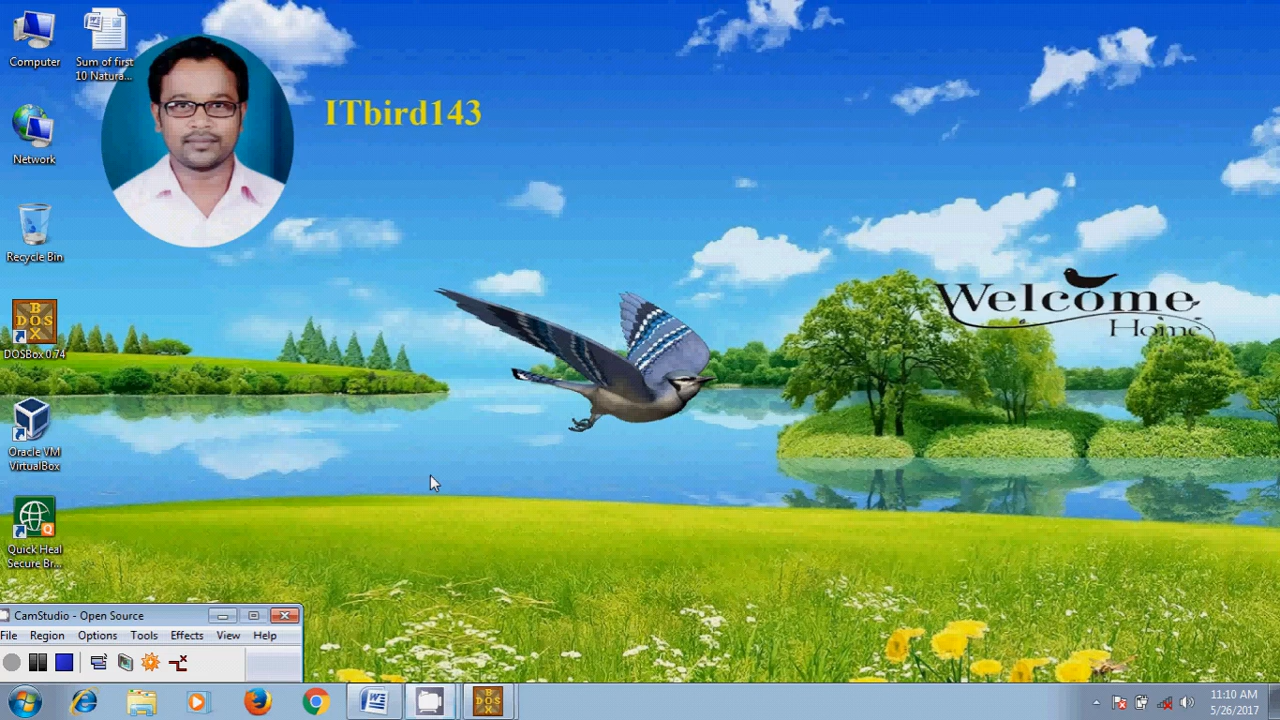 Computer
Sum of first
10 Natura...
ITbird143
Network
Recycle Bin
B
DOS
X
DOSBox 0.74
Welcome
Home
Oracle VM
VirtualBox
Q
Quick Heal
Secure Br...
CamStudio - Open Source
File Region Options Tools Effects View Help
W
B
DOS
X
11:10 AM
5/26/2017